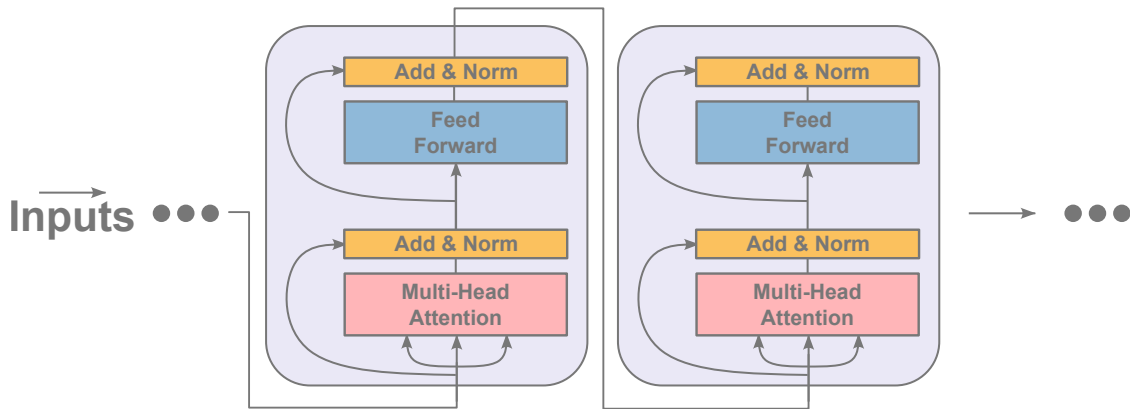 Inputs
Add & Norm
Feed
Forward
Add & Norm
Multi-Head
Attention
Add & Norm
Feed
Forward
Add & Norm
Multi-Head
Attention